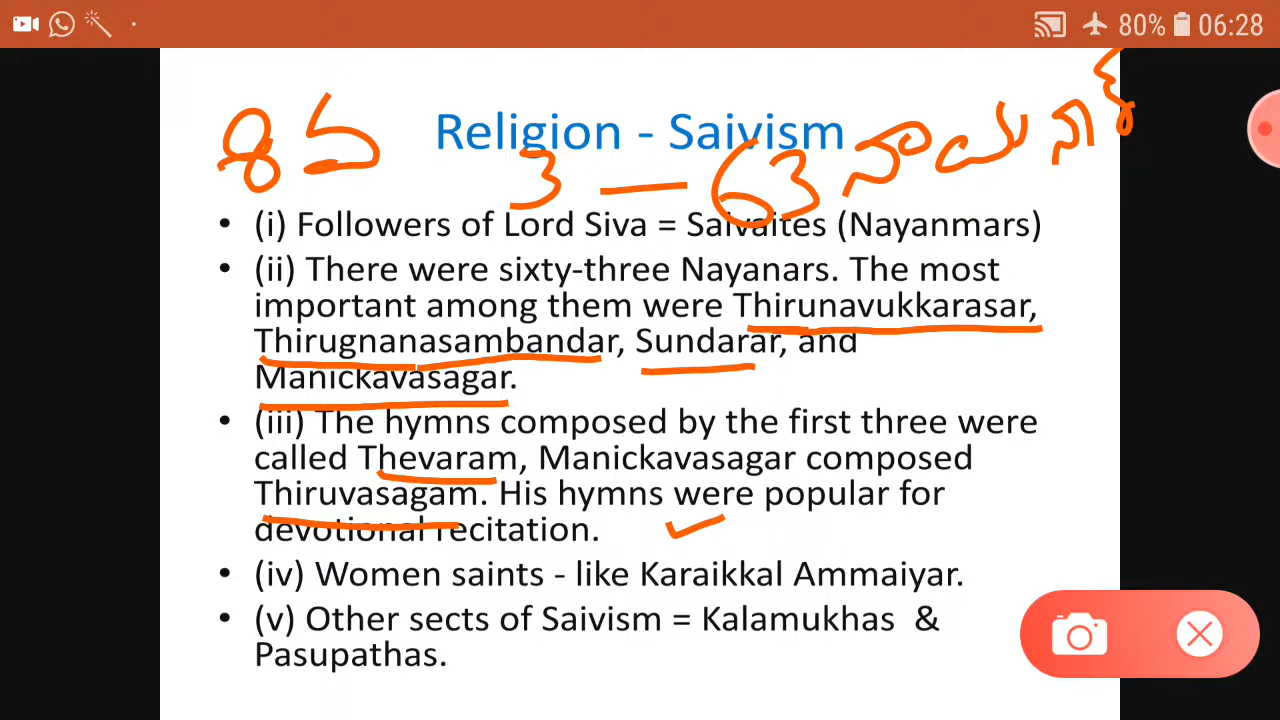 80% 06:28
Religion - Saivism
3 — 63
• (i) Followers of Lord Siva = Saivaites (Nayanmars)
• (ii) There were sixty-three Nayanars. The most
important among them were Thirunavukkarasar,
Thirugnanasambandar, Sundarar, and
Manickavasagar.
• (iii) The hymns composed by the first three were
called Thevaram, Manickavasagar composed
Thiruvasagam. His hymns were popular for
devotional recitation.
• (iv) Women saints - like Karaikkal Ammaiyar.
• (v) Other sects of Saivism = Kalamukhas &
Pasupathas.